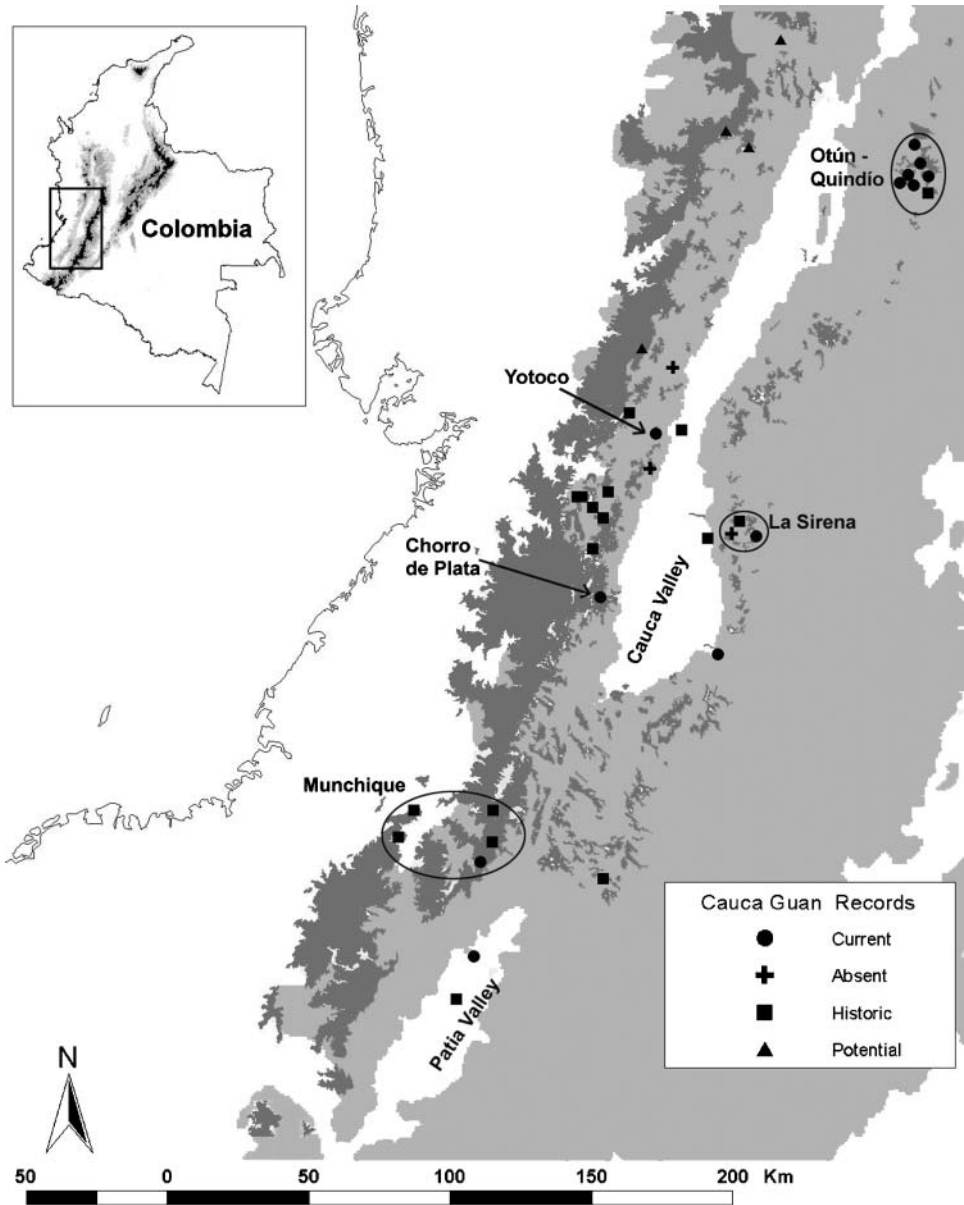 Colombia
Otún -
Quindío
Yotoco
La Sirena
Chorro
de Plata
Cauca Valley
Munchique
Patia Valley
Cauca Guan Records
Current
Absent
Historic
Potential
N
50 0 50 100 150 200 Km